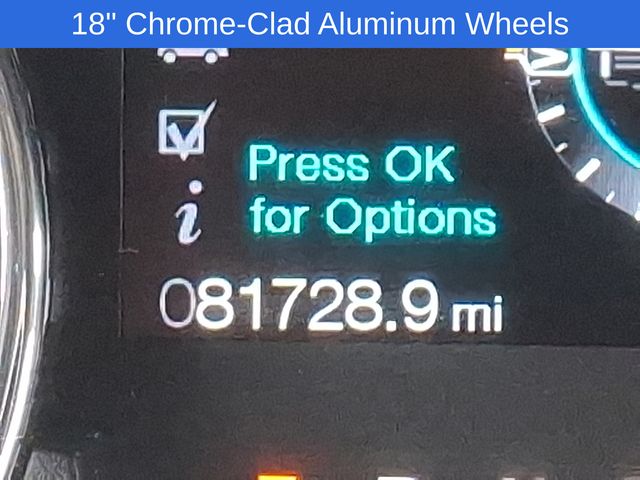 18" Chrome-Clad Aluminum Wheels
Press OK
for Options
081728.9 mi